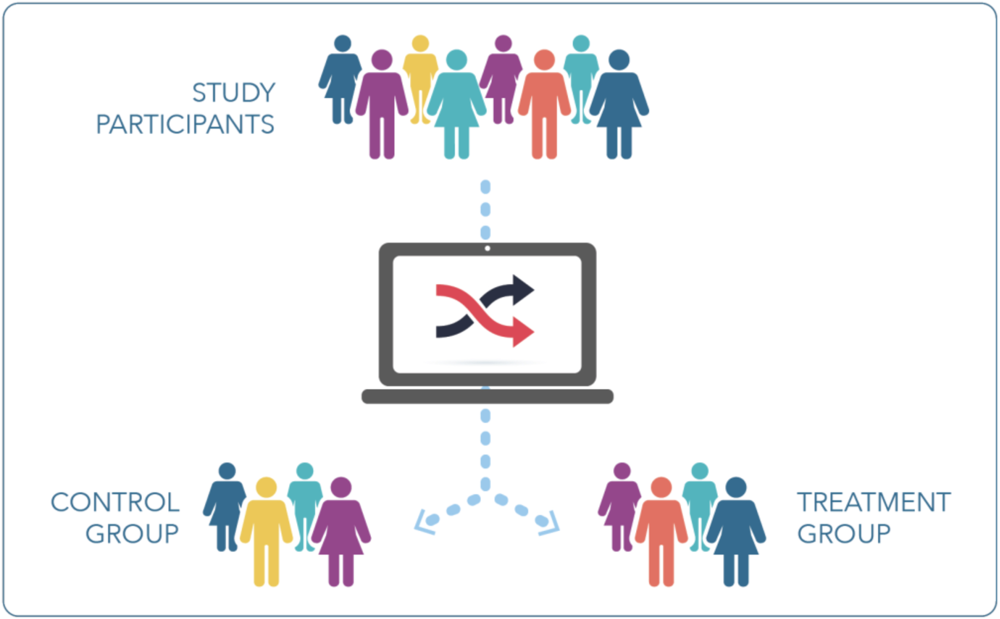 STUDY
PARTICIPANTS
CONTROL
GROUP
TREATMENT
GROUP